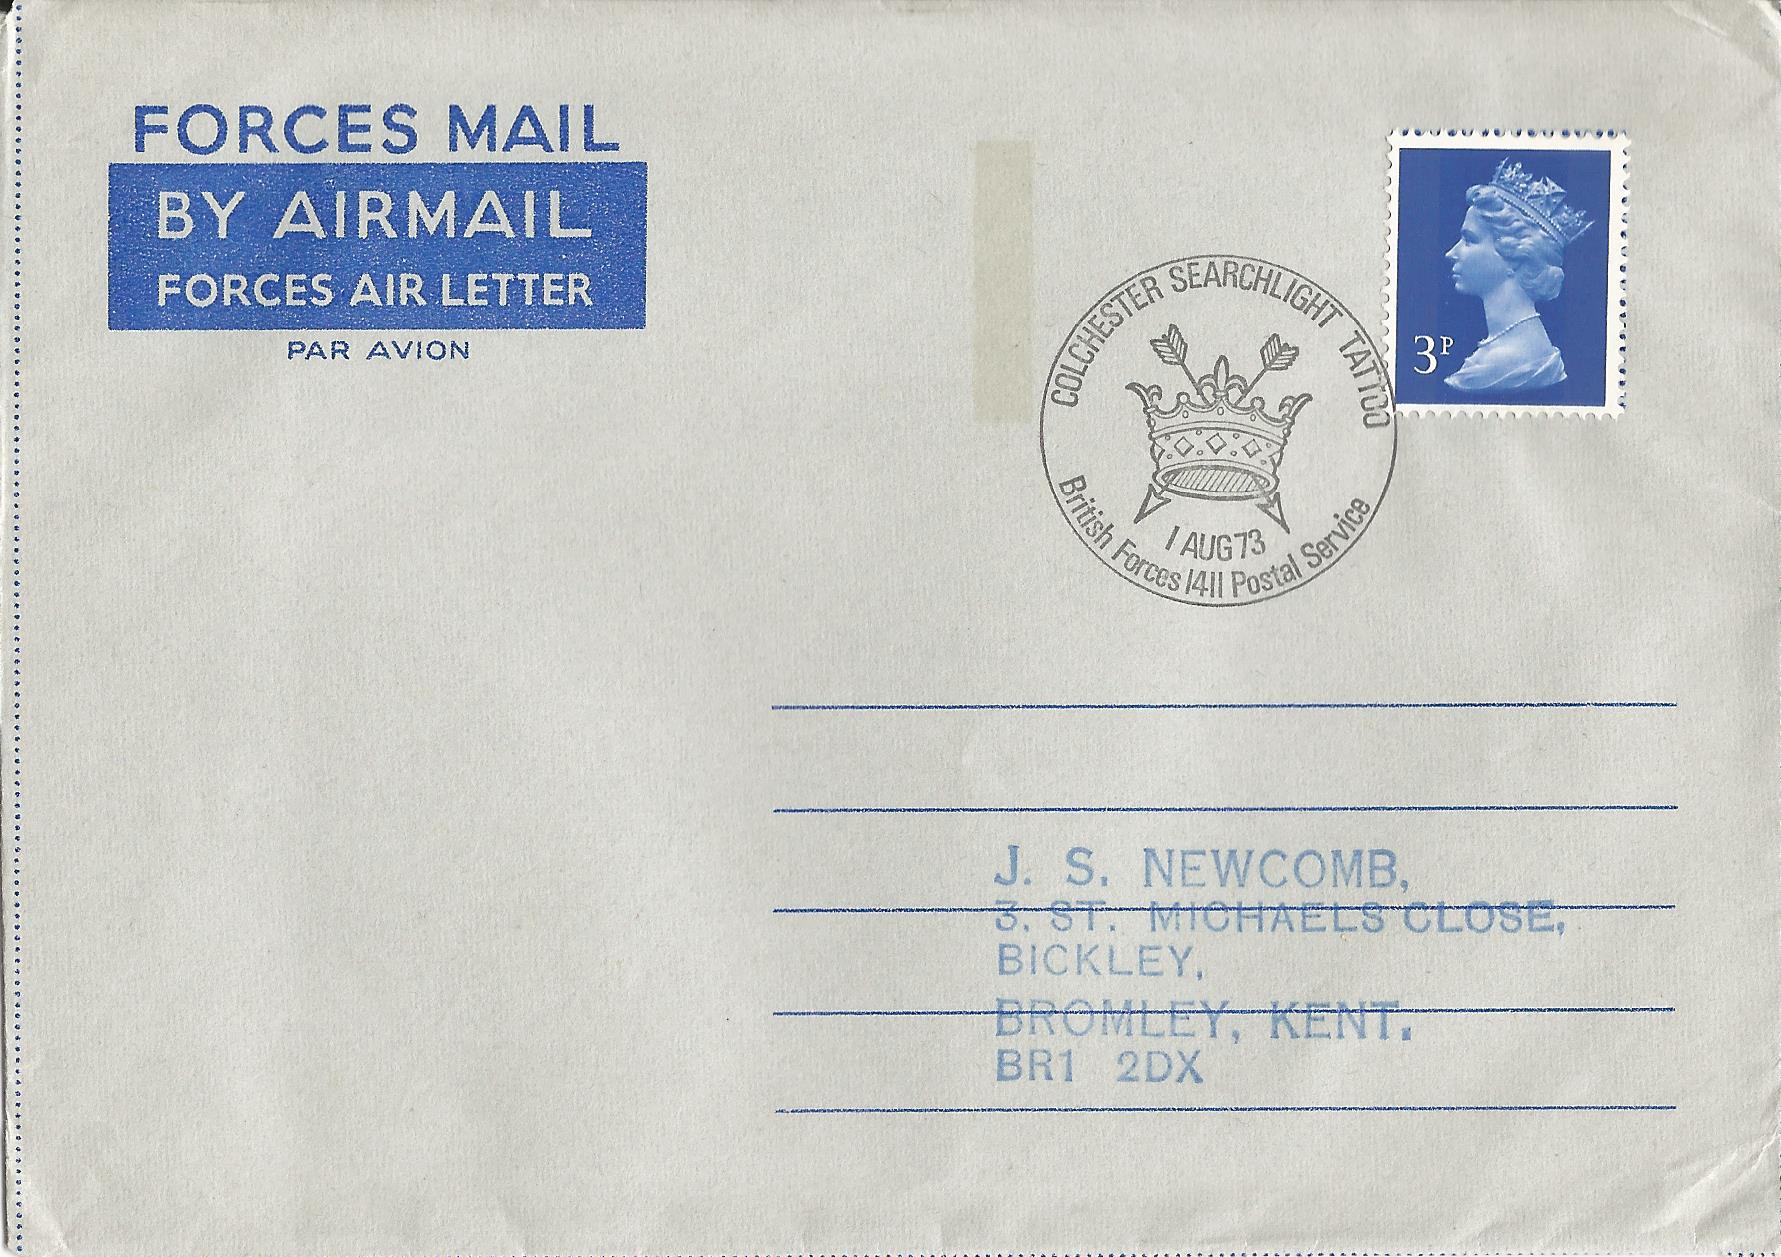 FORCES MAIL
BY AIRMAIL
FORCES AIR LETTER
PAR AVION
3P
COLCHESTER SEARCHLIGHT TATTOO
1 AUG 73
British Forces 1411 Postal Service
J. S. NEWCOMB,
3. ST. MICHAELS CLOSE,
BICKLEY,
BROMLEY, KENT.
BR1 2DX